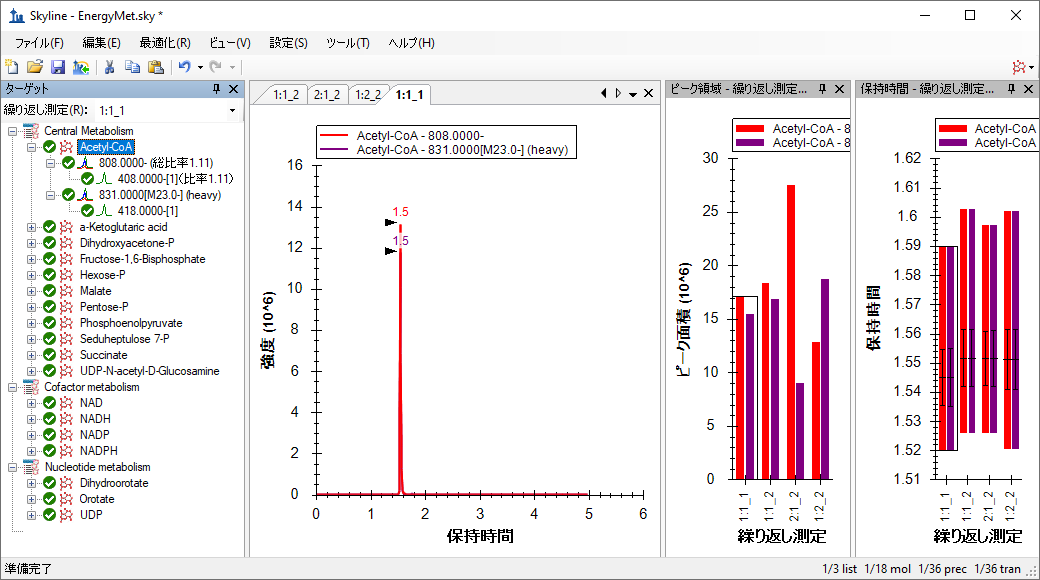 Skyline - EnergyMet.sky *
ファイル(F) 編集(E) 最適化(R) ビュー(V) 設定(S) ツール(T) ヘルプ(H)
ターゲット
繰り返し測定(R): 1:1_1
Central Metabolism
Acetyl-CoA
808.0000- (総比率1.11)
408.0000-[1](比率1.11)
831.0000[M23.0-] (heavy)
418.0000-[1]
a-Ketoglutaric acid
Dihydroxyacetone-P
Fructose-1,6-Bisphosphate
Hexose-P
Malate
Pentose-P
Phosphoenolpyruvate
Seduheptulose 7-P
Succinate
UDP-N-acetyl-D-Glucosamine
Cofactor metabolism
NAD
NADH
NADP
NADPH
Nucleotide metabolism
Dihydroorotate
Orotate
UDP
1:1_2 2:1_2 1:2_2 1:1_1
Acetyl-CoA - 808.0000-
Acetyl-CoA - 831.0000[M23.0-] (heavy)
強度 (10^6)
16
14
12
10
8
6
4
2
0
1.5
1.5
0 1 2 3 4 5 6
保持時間
ピーク領域 - 繰り返し測定...
Acetyl-CoA - 8
Acetyl-CoA - 8
ピーク面積 (10^6)
30
25
20
15
10
5
0
1:1_1 1:1_2 2:1_2 1:2_2
繰り返し測定
保持時間 - 繰り返し測定...
Acetyl-CoA
Acetyl-CoA
保持時間
1.62
1.61
1.6
1.59
1.58
1.57
1.56
1.55
1.54
1.53
1.52
1.51
1:1_1 1:1_2 2:1_2 1:2_2
繰り返し測定
準備完了
1/3 list 1/18 mol 1/36 prec 1/36 tran